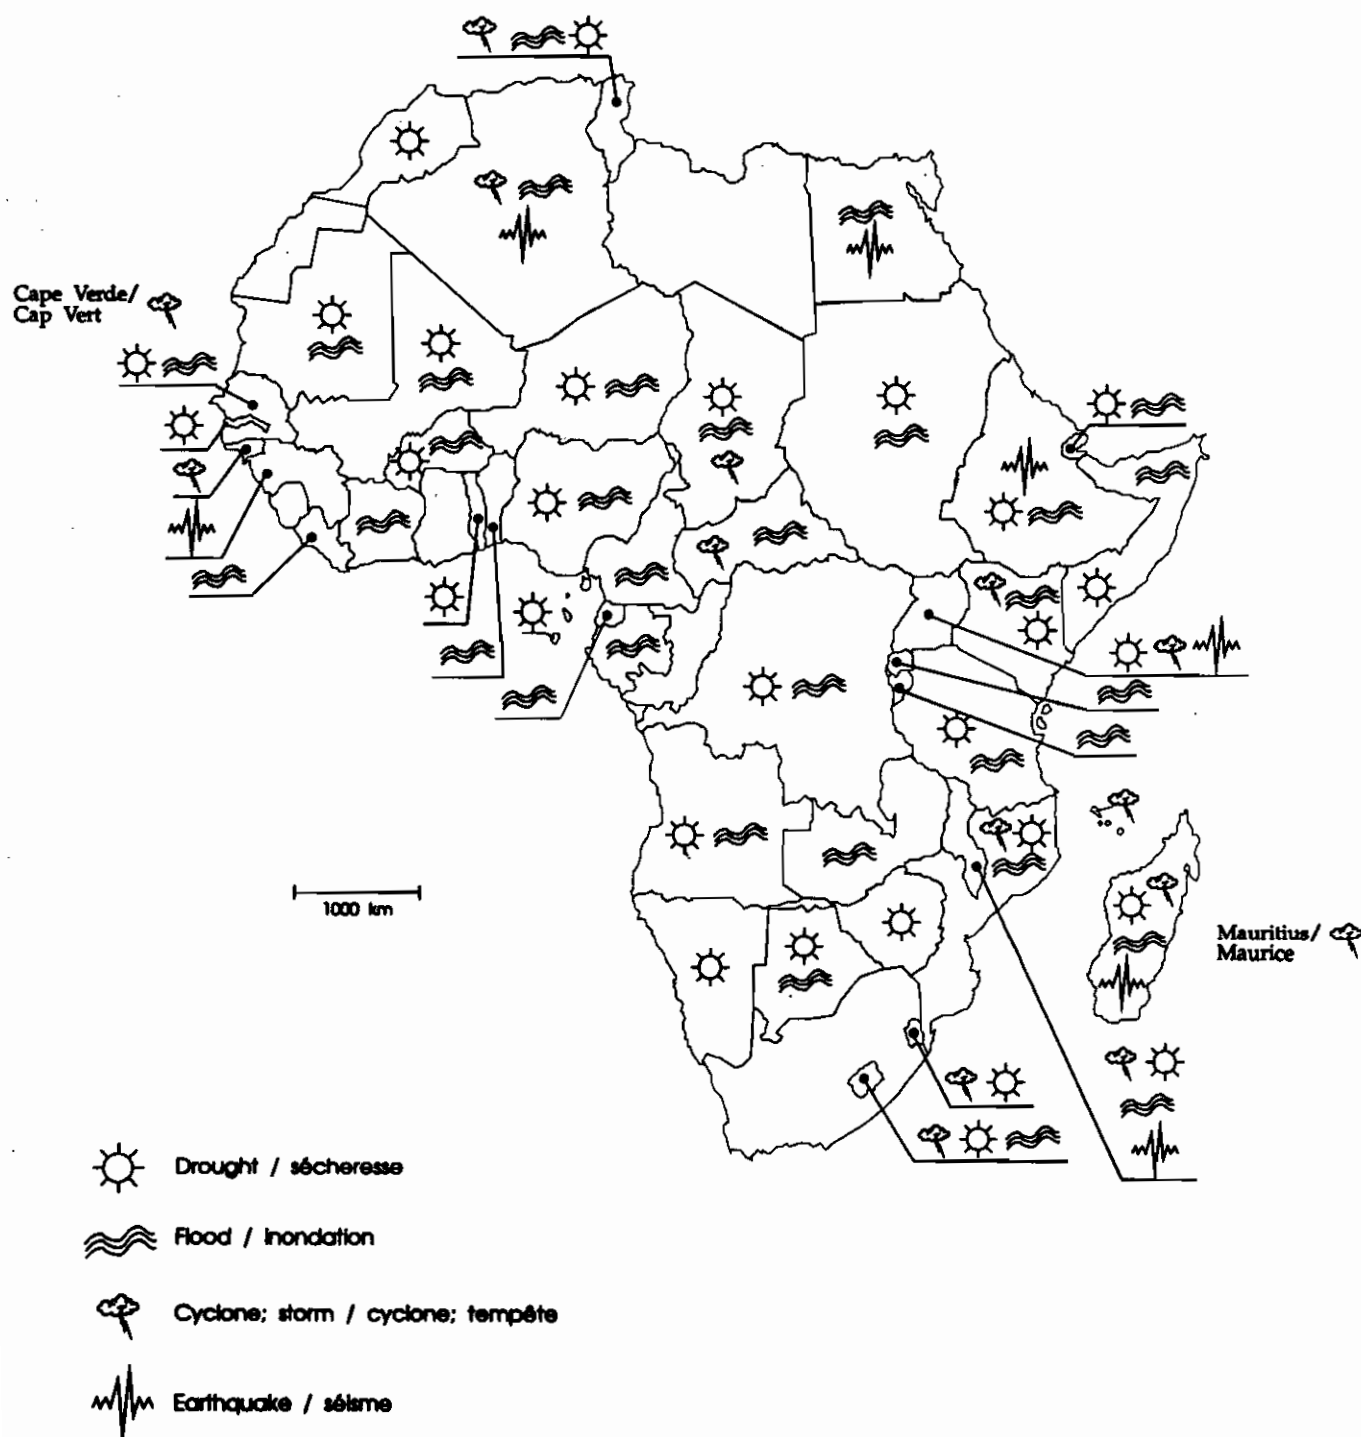 Cape Verde/
Cap Vert
1000 km
Mauritius/
Maurice
Drought / sécheresse
Flood / Inondation
Cyclone; storm / cyclone; tempête
Earthquake / séisme